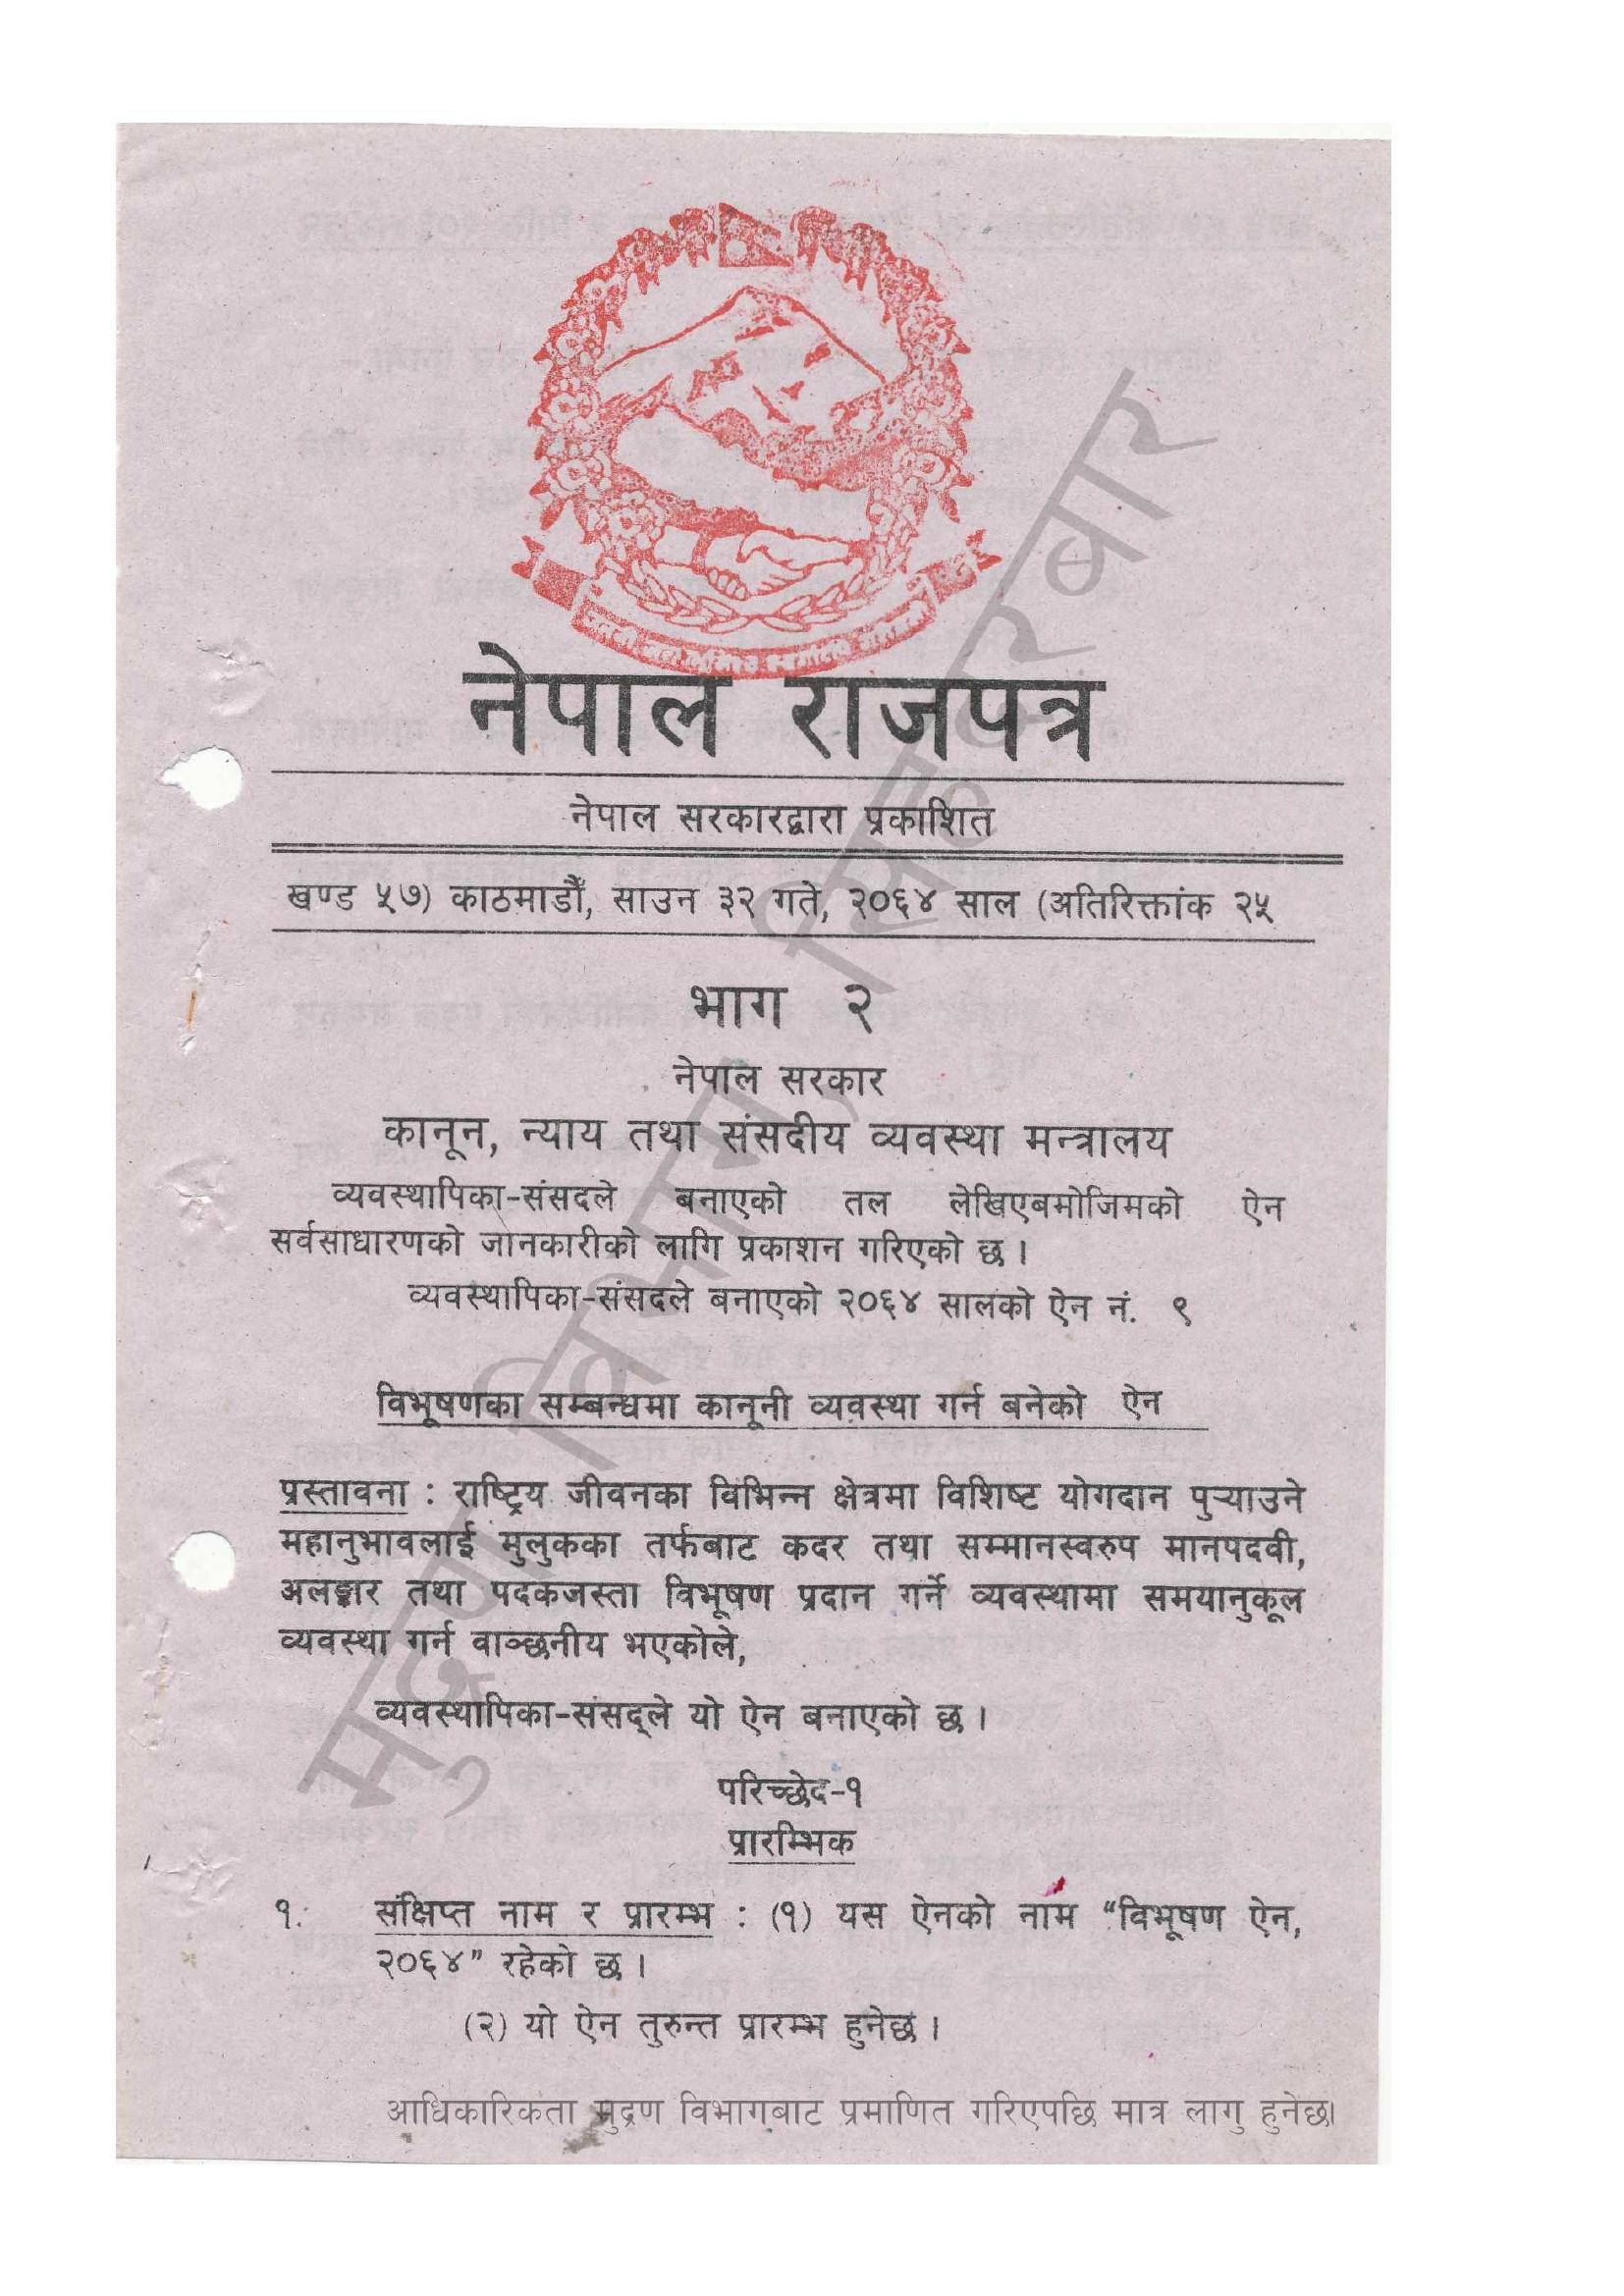 नेपाल राजपत्र
नेपाल सरकारद्वारा प्रकाशित
खण्ड ५७) काठमाडौँ, साउन ३२ गते, २०६४ साल (अतिरिक्तांक २५
भाग २
नेपाल सरकार
कानून, न्याय तथा संसदीय व्यवस्था मन्त्रालय
व्यवस्थापिका-संसदले बनाएको तल लेखिएबमोजिमको ऐन
सर्वसाधारणको जानकारीको लागि प्रकाशन गरिएको छ ।
व्यवस्थापिका-संसदले बनाएको २०६४ सालको ऐन नं. ९
विभूषणका सम्बन्धमा कानूनी व्यवस्था गर्न बनेको ऐन
प्रस्तावना : राष्ट्रिय जीवनका विभिन्न क्षेत्रमा विशिष्ट योगदान पुऱ्याउने
महानुभावलाई मुलुकका तर्फबाट कदर तथा सम्मानस्वरुप मानपदवी,
अलङ्कार तथा पदकजस्ता विभूषण प्रदान गर्ने व्यवस्थामा समयानुकूल
व्यवस्था गर्न वाञ्छनीय भएकोले,
व्यवस्थापिका-संसद्ले यो ऐन बनाएको छ ।
परिच्छेद-१
प्रारम्भिक
१. संक्षिप्त नाम र प्रारम्भ : (१) यस ऐनको नाम “विभूषण ऐन,
२०६४” रहेको छ ।
(२) यो ऐन तुरुन्त प्रारम्भ हुनेछ ।
आधिकारिकता मुद्रण विभागबाट प्रमाणित गरिएपछि मात्र लागु हुनेछ।
मुद्रण विभाग, सिंहदरबार